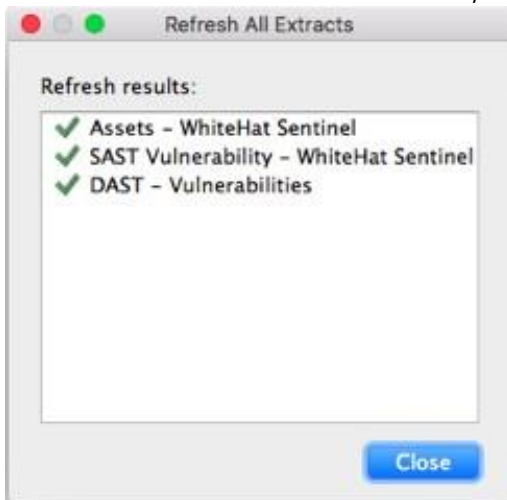 Refresh All Extracts
Refresh results:
Assets – WhiteHat Sentinel
SAST Vulnerability – WhiteHat Sentinel
DAST – Vulnerabilities
Close